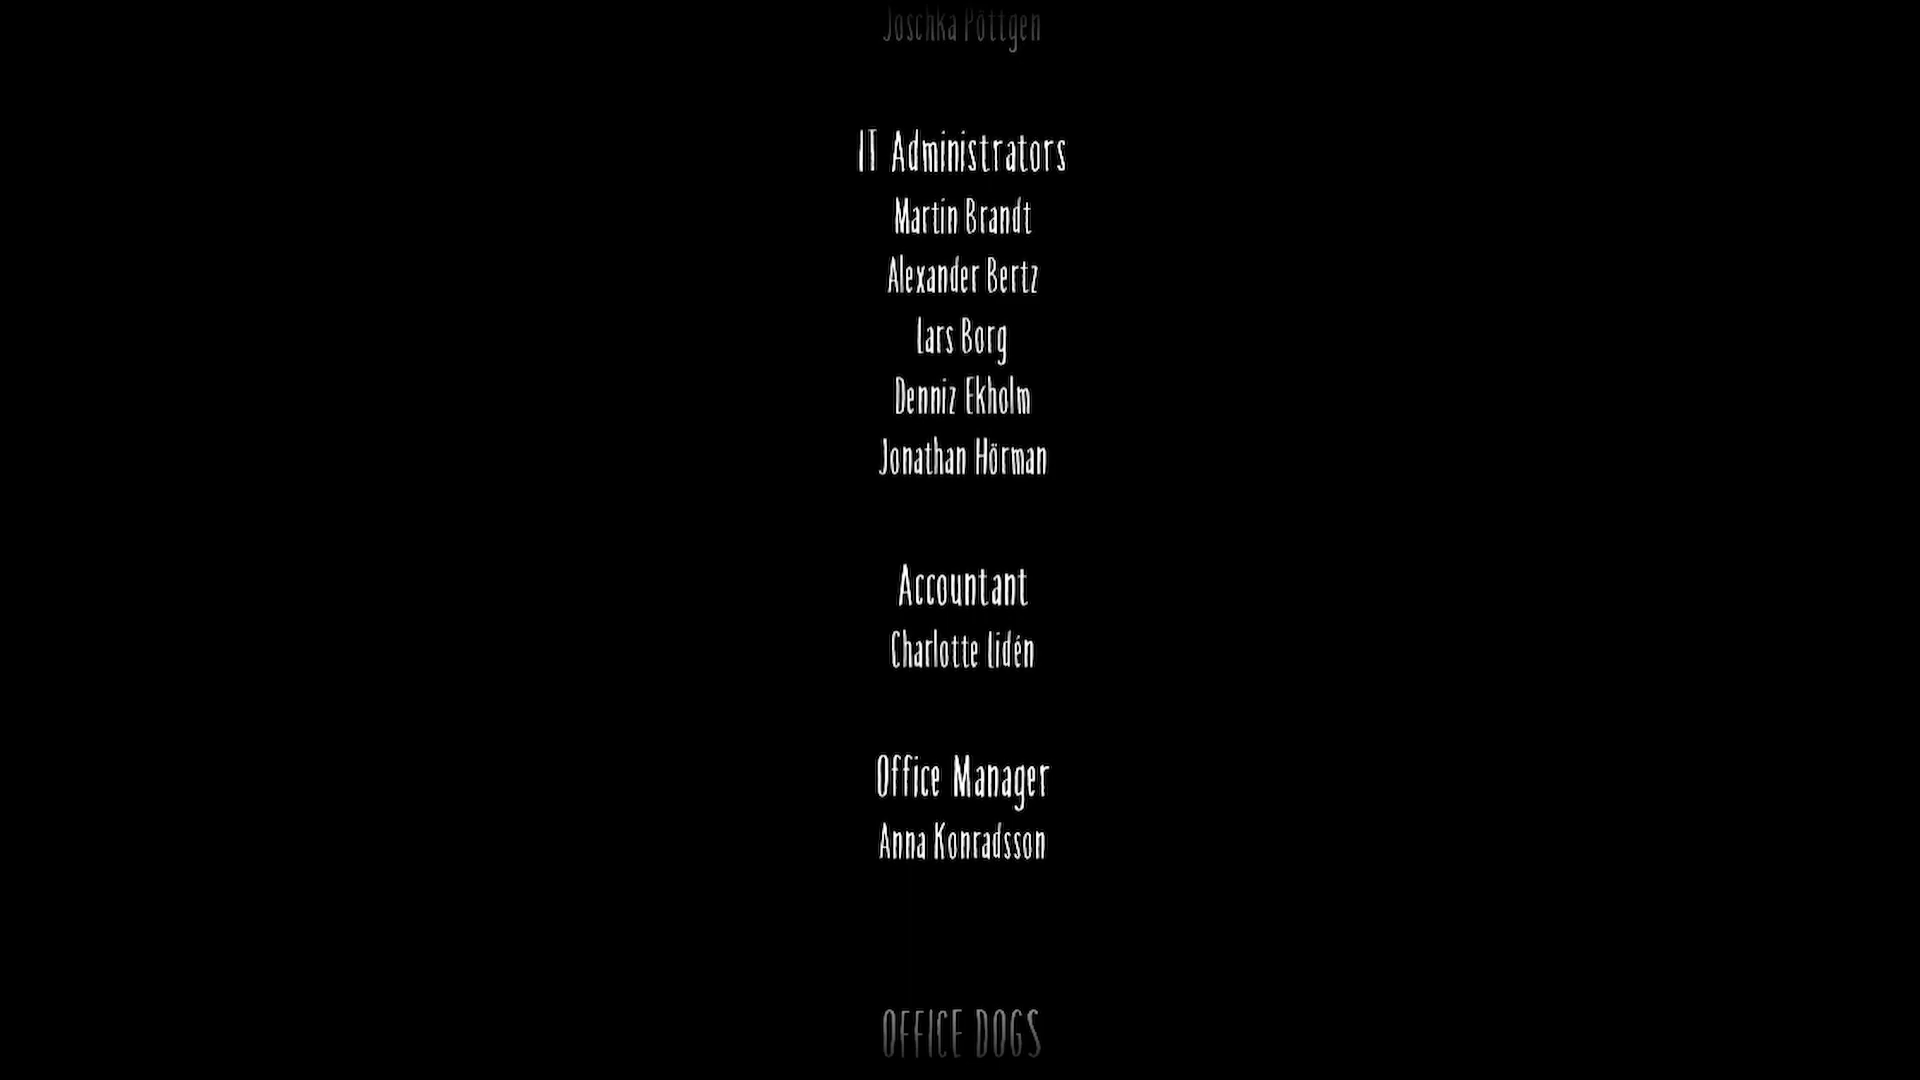 Joschka Pöttgen
IT Administrators
Martin Brandt
Alexander Bertz
Lars Borg
Denniz Ekholm
Jonathan Hörman
Accountant
Charlotte Lidén
Office Manager
Anna Konradsson
OFFICE DOGS